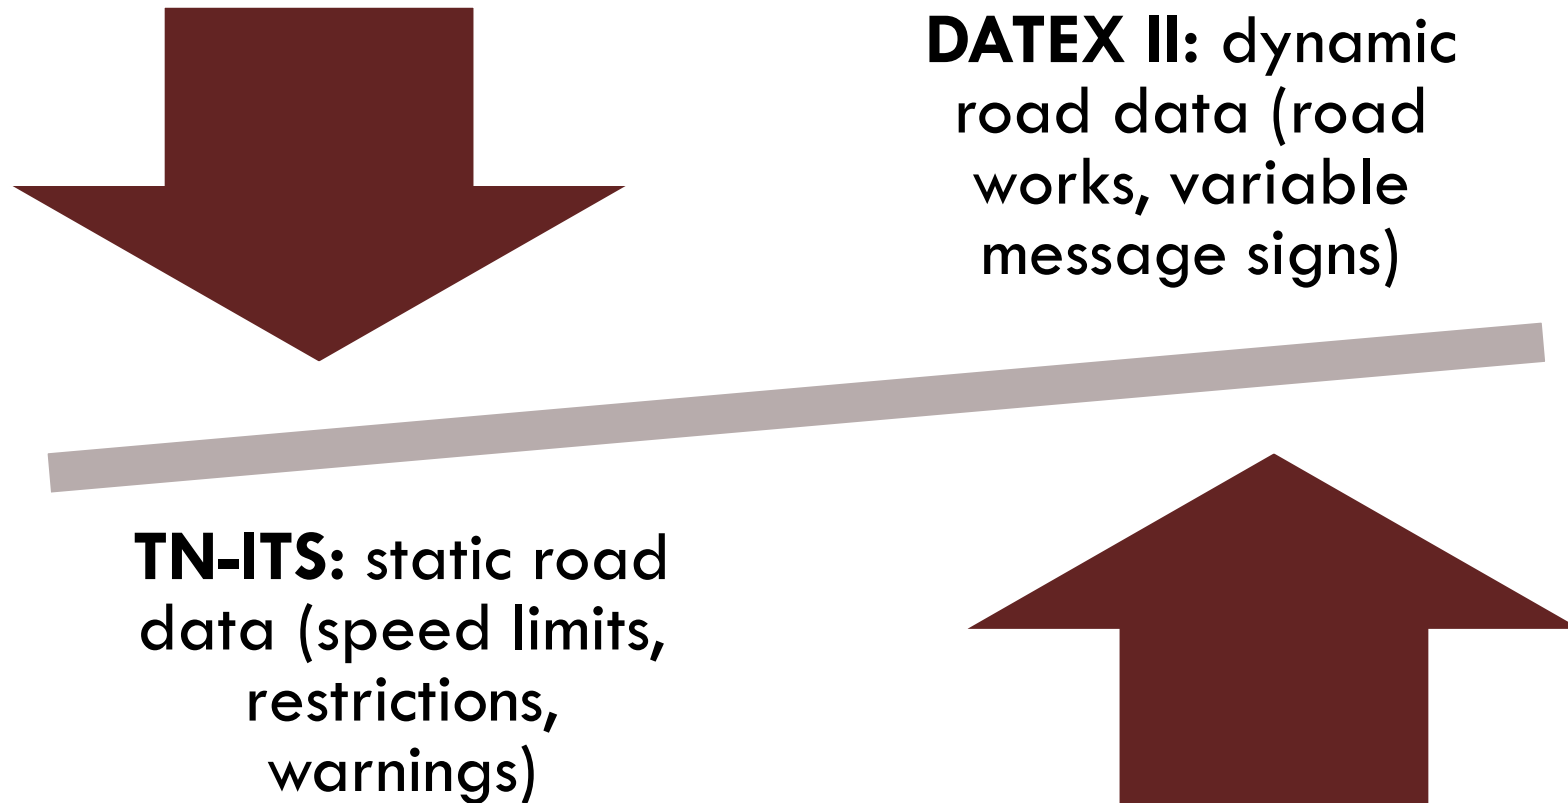 DATEX II: dynamic
road data (road
works, variable
message signs)
TN-ITS: static road
data (speed limits,
restrictions,
warnings)